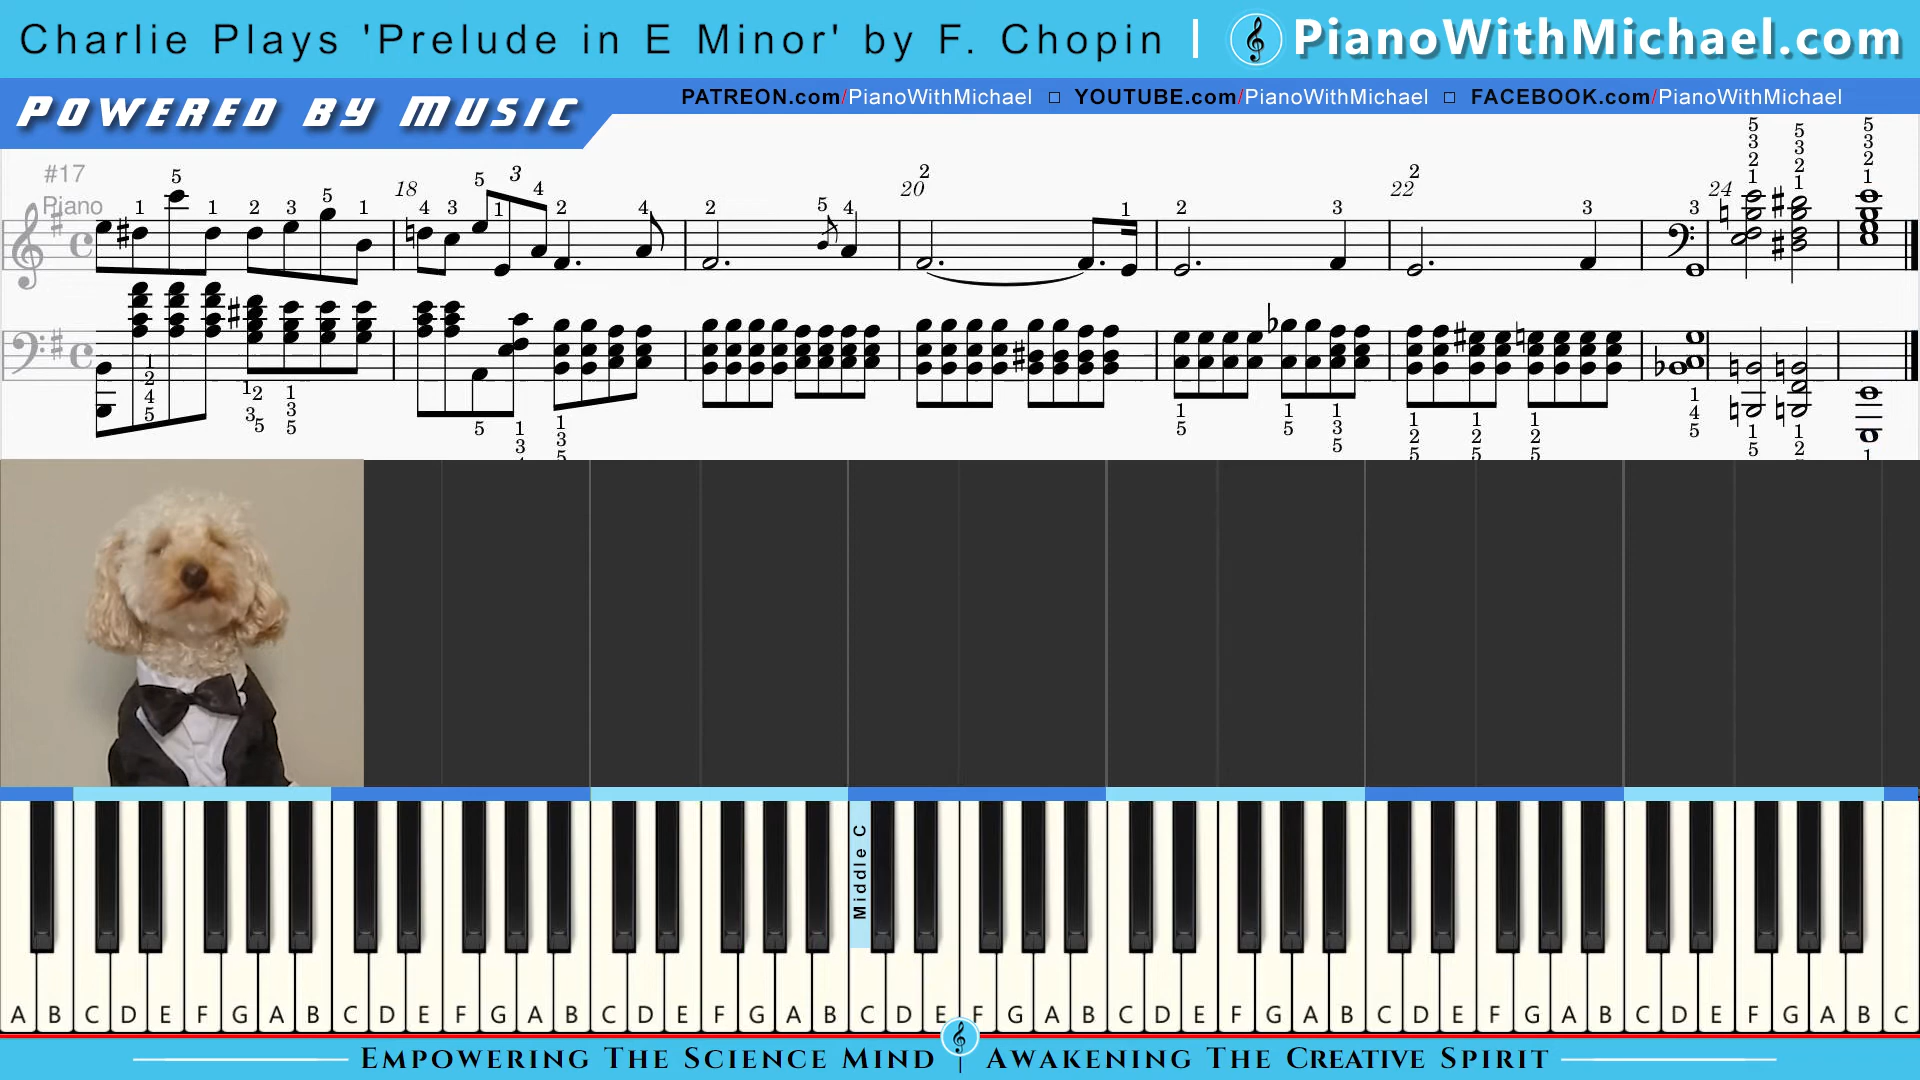 Charlie Plays 'Prelude in E Minor' by F. Chopin | PianoWithMichael.com
Powered by Music
PATREON.com/PianoWithMichael □ YOUTUBE.com/PianoWithMichael □ FACEBOOK.com/PianoWithMichael
#17
Piano
18
20
22
24
Middle C
A B C D E F G A B C D E F G A B C D E F G A B C D E F G A B C D E F G A B C D E F G A B C D E F G A B C
Empowering The Science Mind | Awakening The Creative Spirit